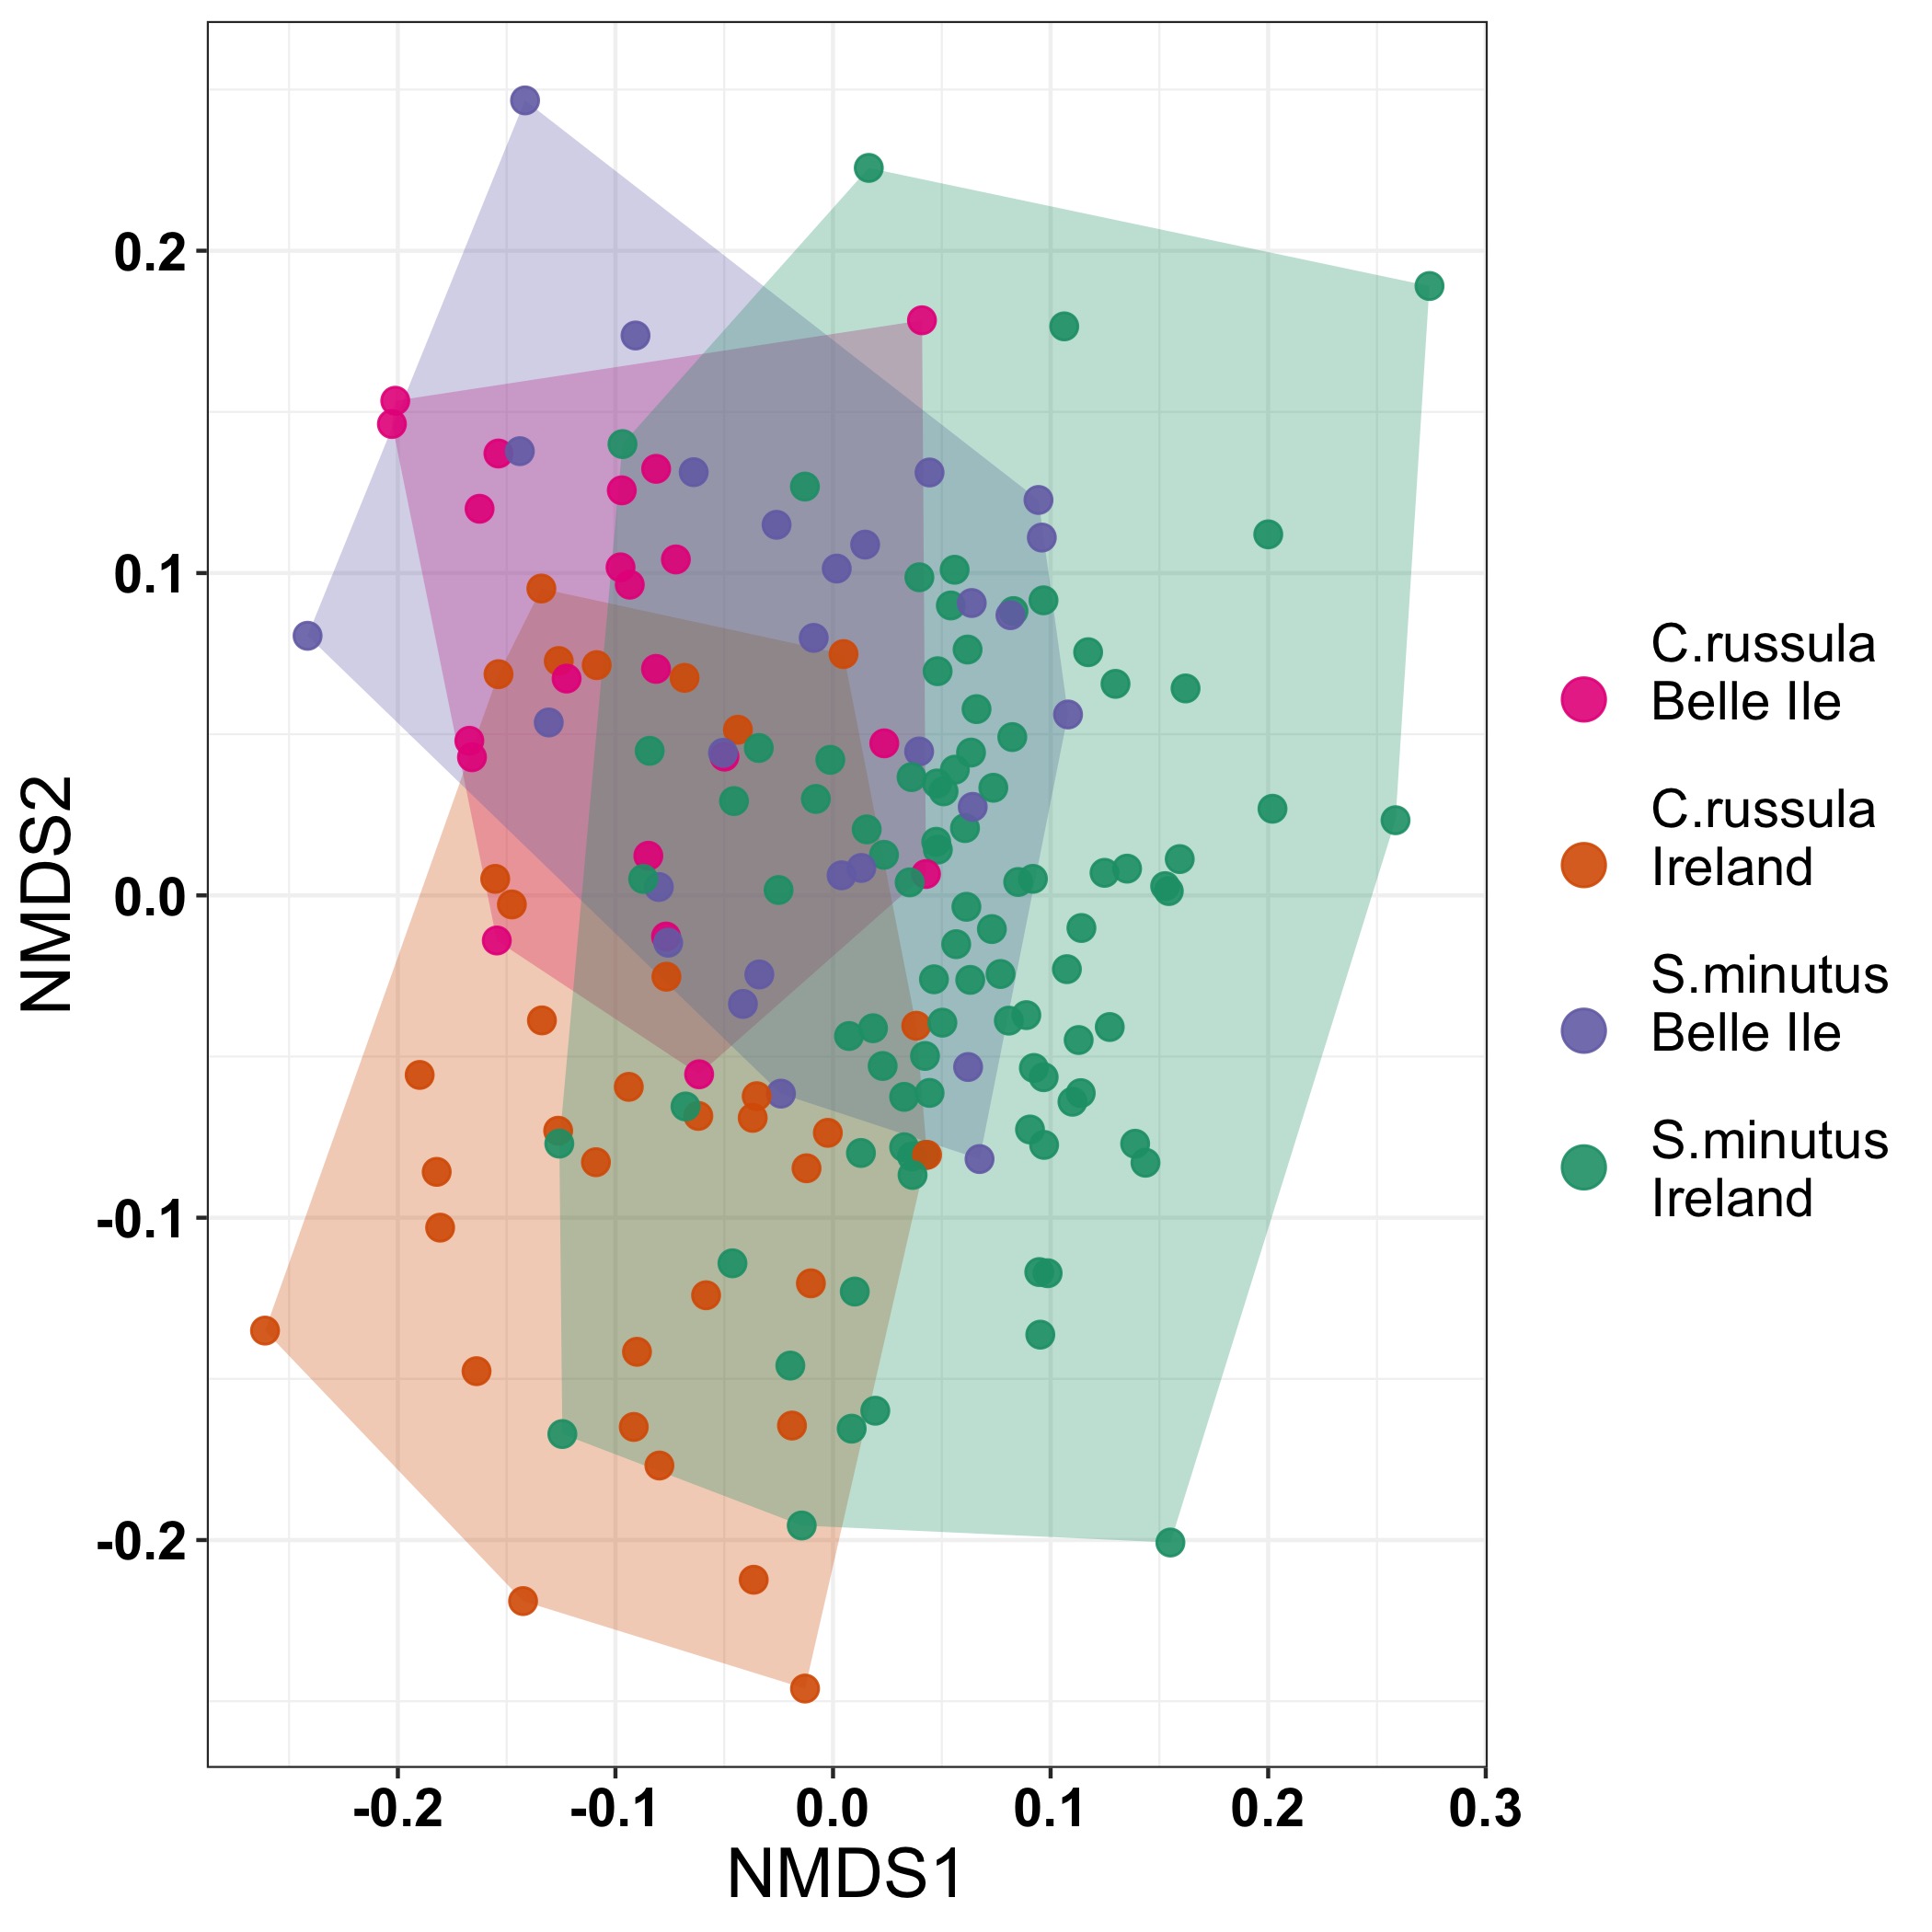 NMDS2
0.2
0.1
0.0
-0.1
-0.2
-0.2 -0.1 0.0 0.1 0.2 0.3
NMDS1
C.russula
Belle Ile
C.russula
Ireland
S.minutus
Belle Ile
S.minutus
Ireland